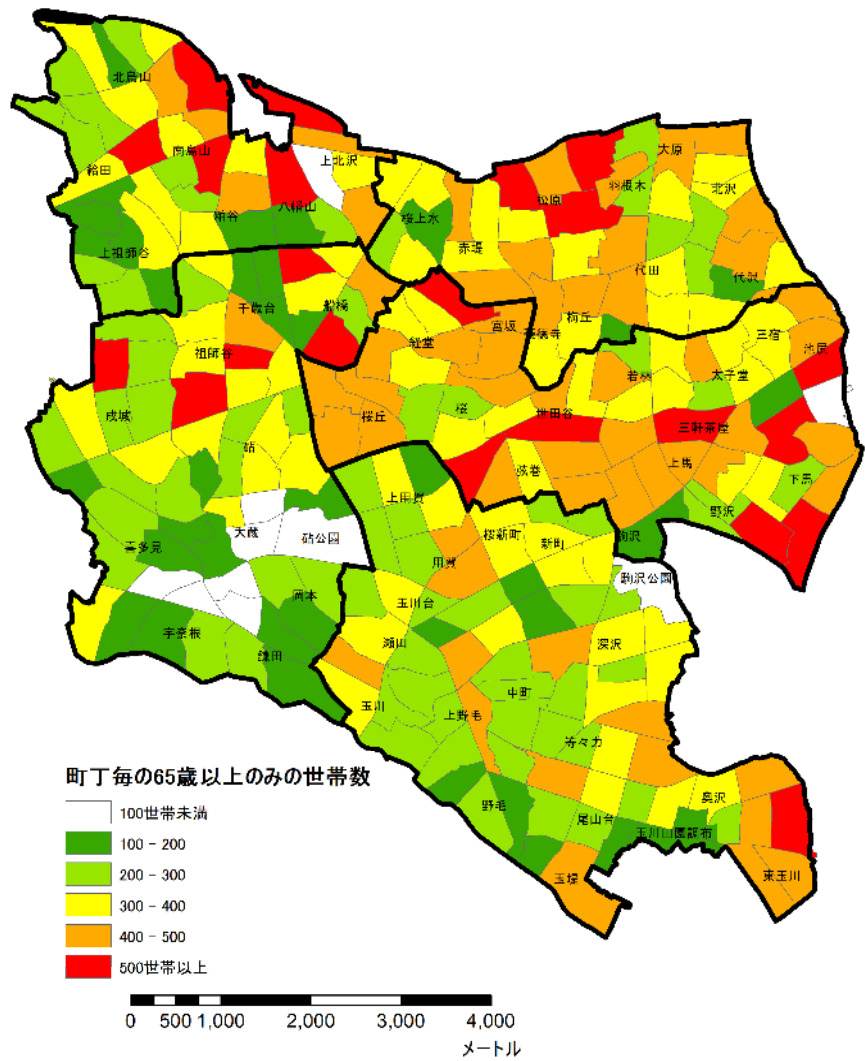 北烏山
給田
南烏山
上北沢
八幡山
粕谷
上祖師谷
桜上水
赤堤
松原
羽根木
大原
北沢
代田
代沢
梅丘
豪徳寺
千歳台
船橋
祖師谷
成城
砧
経堂
宮坂
桜丘
桜
世田谷
若林
太子堂
三宿
池尻
三軒茶屋
上馬
下馬
野沢
駒沢
弦巻
上用賀
用賀
桜新町
新町
駒沢公園
喜多見
大蔵
砧公園
岡本
宇奈根
鎌田
玉川台
瀬田
玉川
上野毛
中町
深沢
等々力
野毛
尾山台
玉堤
玉川田園調布
奥沢
東玉川
町丁毎の65歳以上のみの世帯数
100世帯未満
100 - 200
200 - 300
300 - 400
400 - 500
500世帯以上
0 500 1,000 2,000 3,000 4,000
メートル